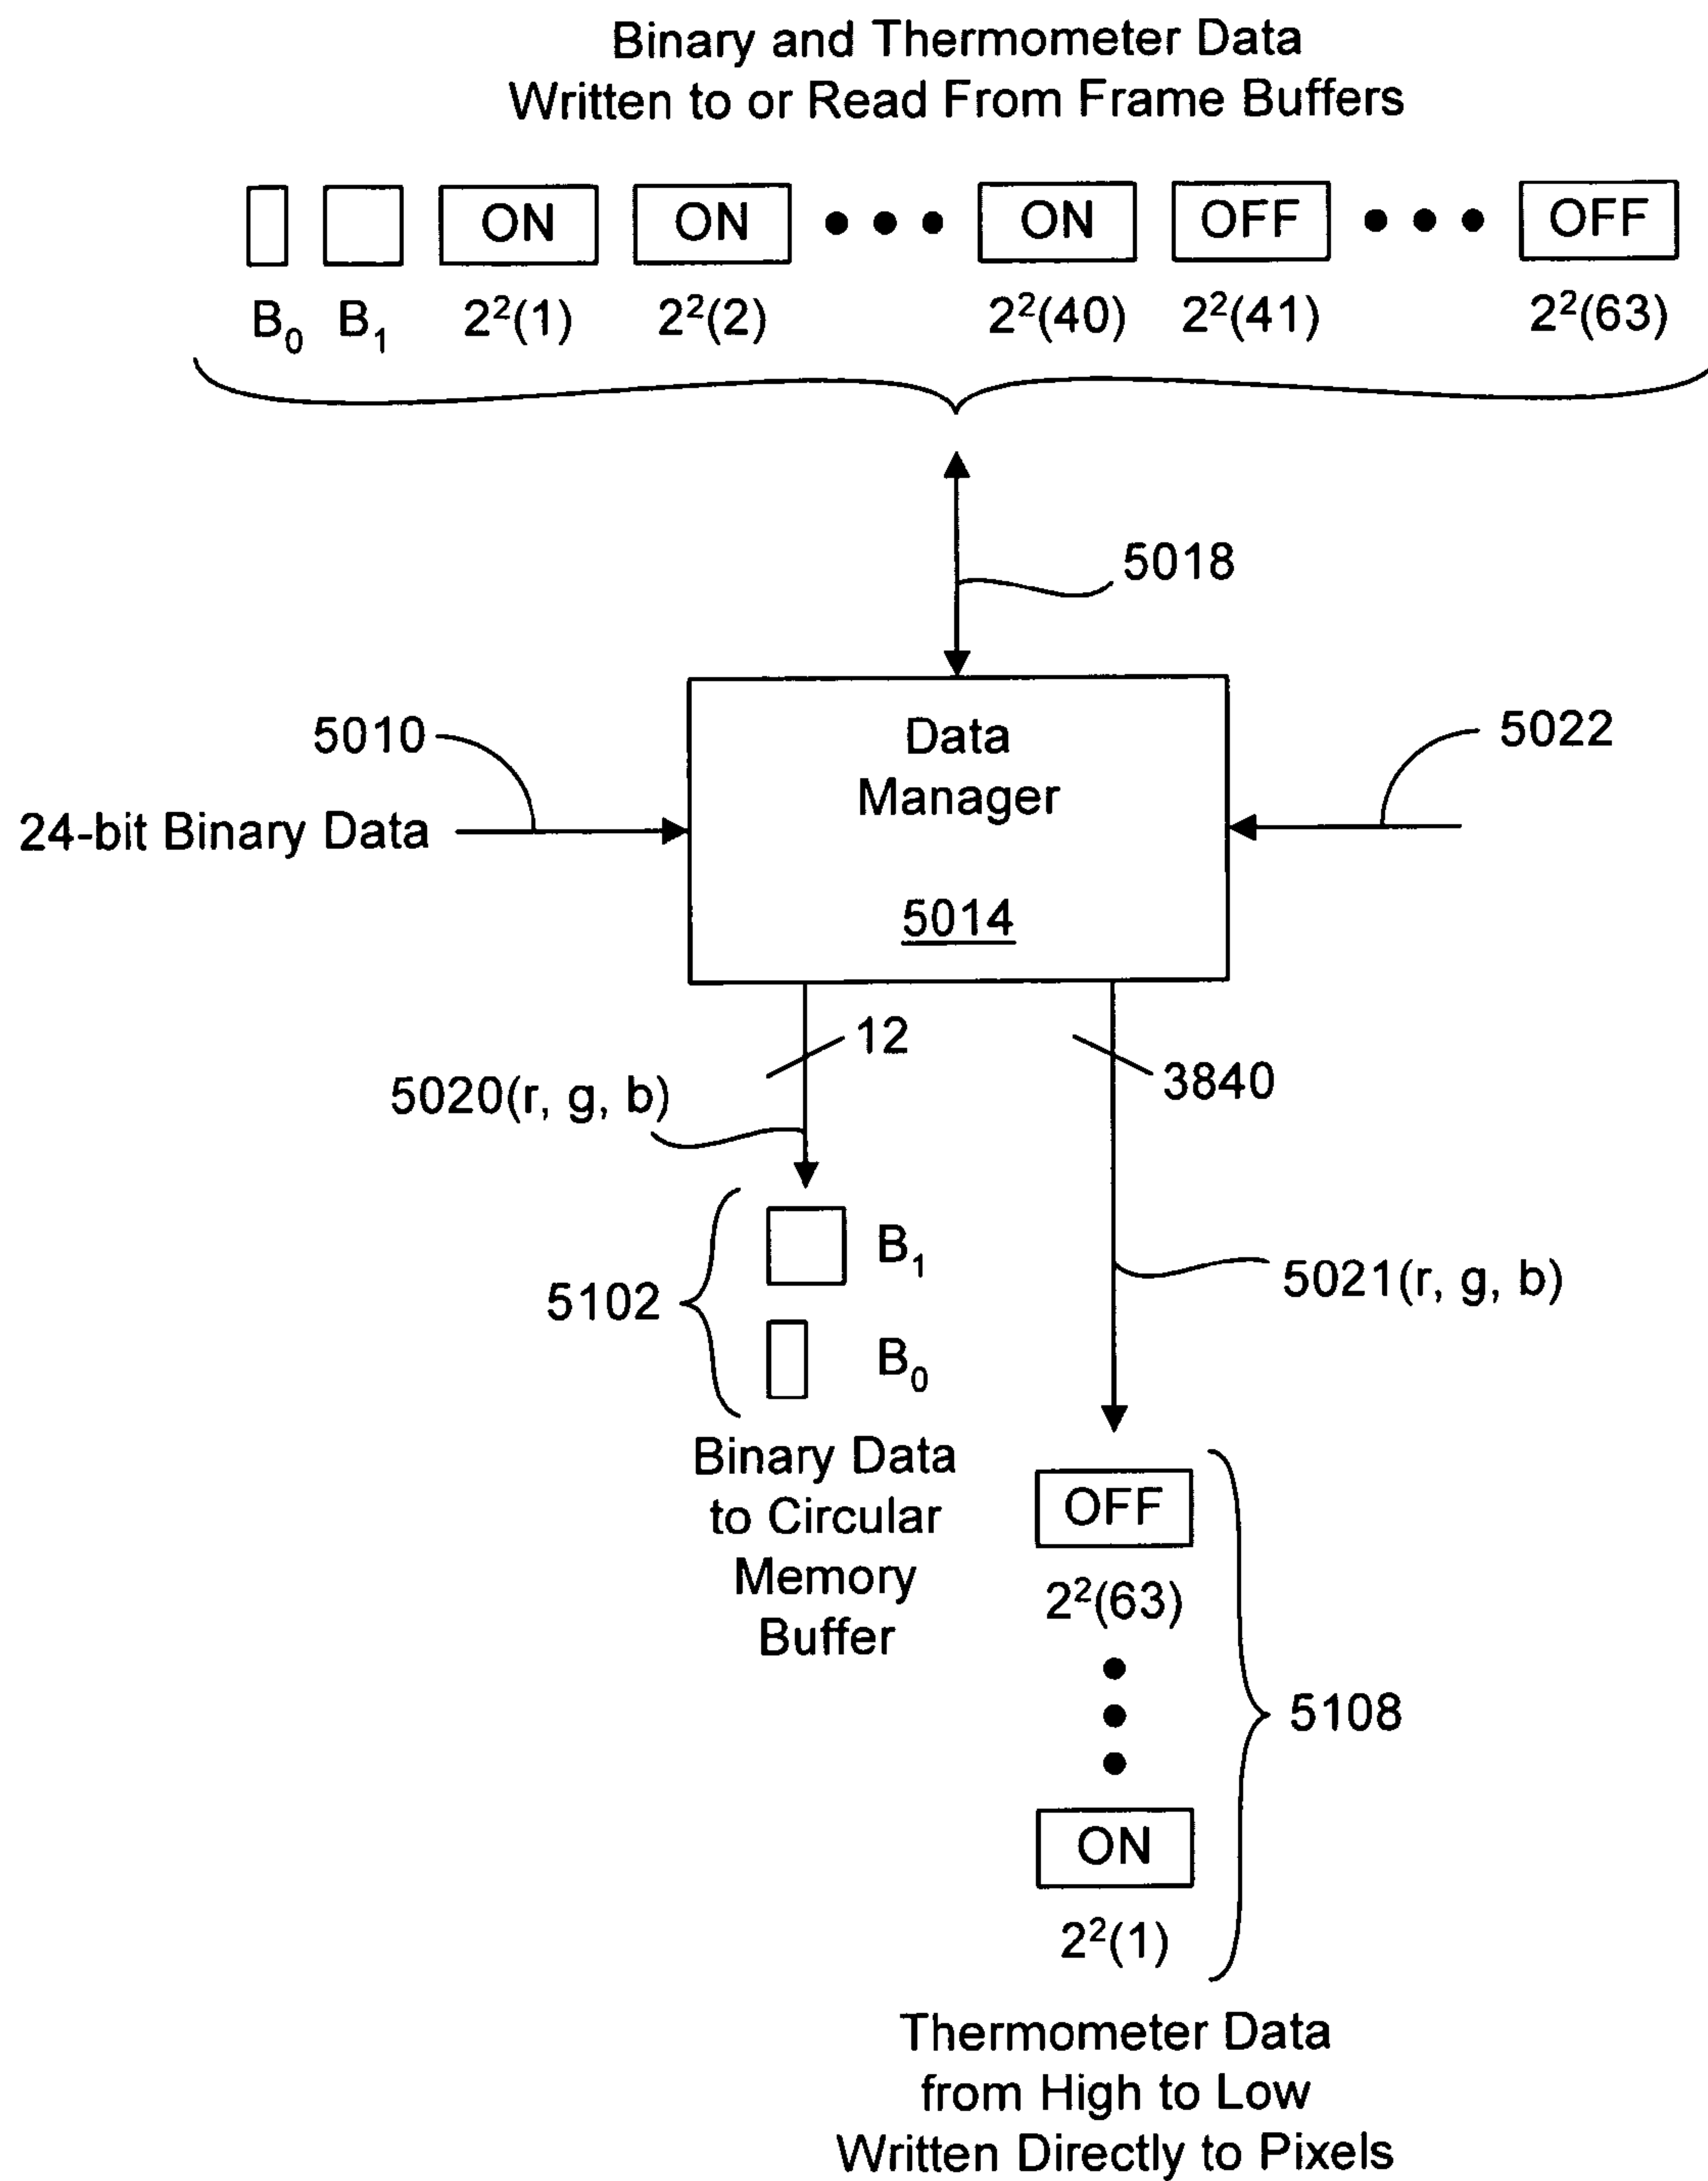 Binary and Thermometer Data
Written to or Read From Frame Buffers
ON ON ON OFF OFF
B₀ B₁ 2²(1) 2²(2) 2²(40) 2²(41) 2²(63)
5018
5010
5022
Data
Manager
24-bit Binary Data
5014
12
3840
5020(r, g, b)
B₁
5102
5021(r, g, b)
B₀
Binary Data
to Circular
Memory
Buffer
OFF
2²(63)
5108
ON
2²(1)
Thermometer Data
from High to Low
Written Directly to Pixels